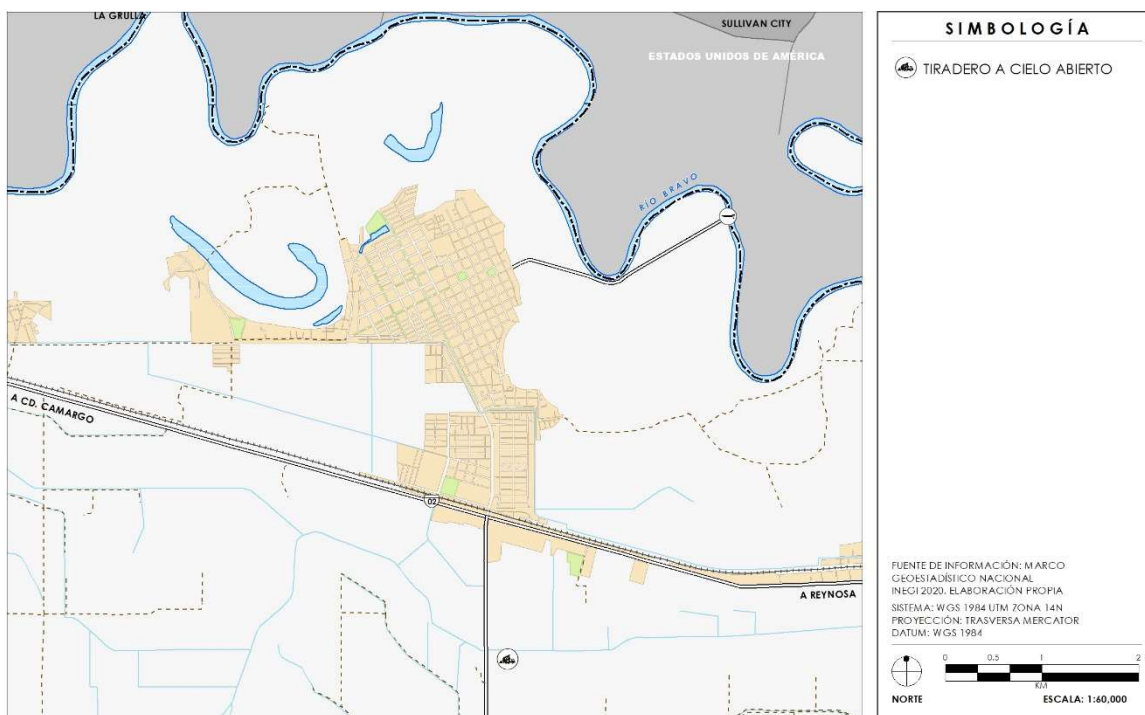 LA GRULLA
SULLIVAN CITY
ESTADOS UNIDOS DE AMÉRICA
RÍO BRAVO
A CD. CAMARGO
02
A REYNOSA
SIMBOLOGÍA
TIRADERO A CIELO ABIERTO
FUENTE DE INFORMACIÓN: MARCO
GEOESTADÍSTICO NACIONAL
INEGI 2020. ELABORACIÓN PROPIA
SISTEMA: WGS 1984 UTM ZONA 14N
PROYECCIÓN: TRASVERSA MERCATOR
DATUM: WGS 1984
0 0.5 1 2
KM
NORTE
ESCALA: 1:60,000